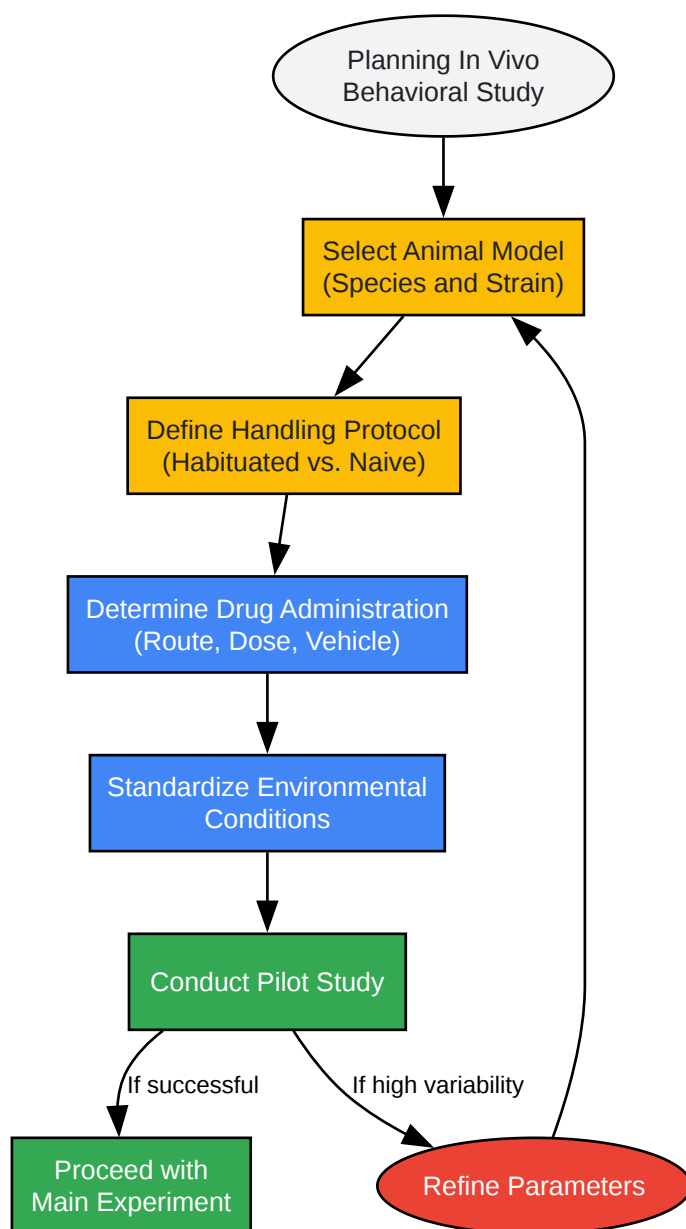 Planning In Vivo
Behavioral Study
Select Animal Model
(Species and Strain)
Define Handling Protocol
(Habituated vs. Naive)
Determine Drug Administration
(Route, Dose, Vehicle)
Standardize Environmental
Conditions
Conduct Pilot Study
If successful
If high variability
Proceed with
Main Experiment
Refine Parameters